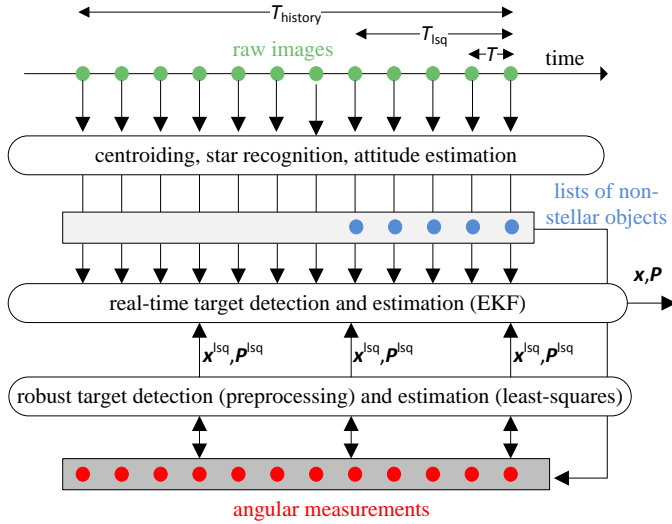 T_history
T_lsq
raw images
T
time
centroiding, star recognition, attitude estimation
lists of non-
stellar objects
x,P
real-time target detection and estimation (EKF)
x^lsq,P^lsq x^lsq,P^lsq x^lsq,P^lsq
robust target detection (preprocessing) and estimation (least-squares)
angular measurements